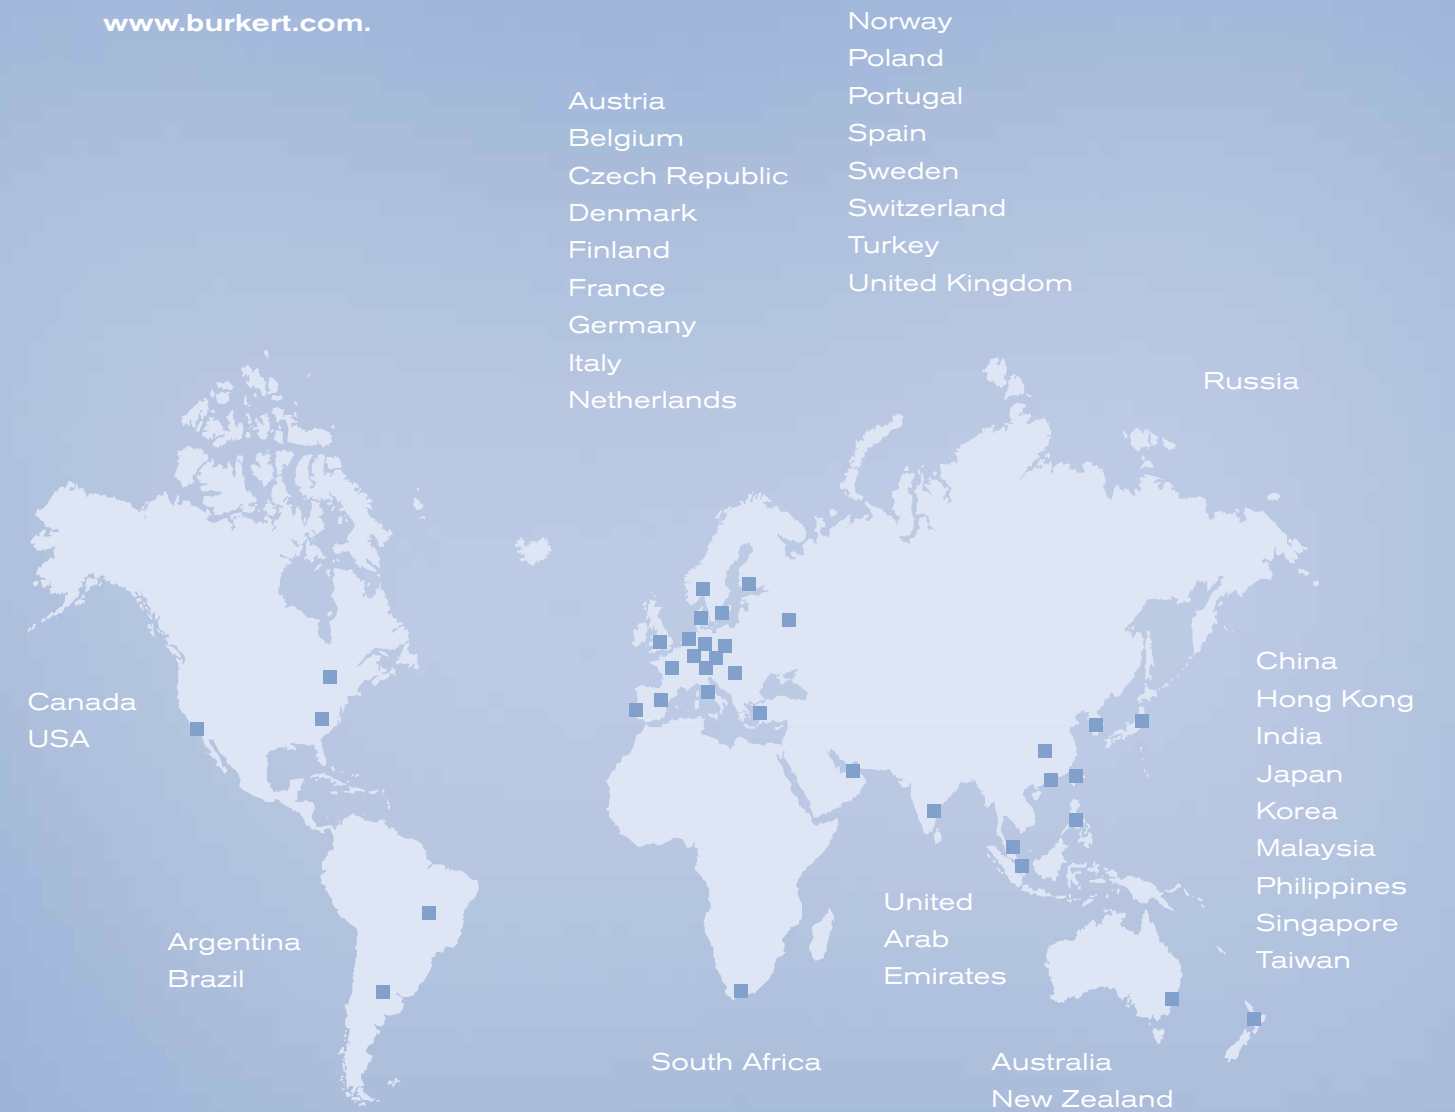 www.burkert.com.
Austria
Belgium
Czech Republic
Denmark
Finland
France
Germany
Italy
Netherlands
Norway
Poland
Portugal
Spain
Sweden
Switzerland
Turkey
United Kingdom
Russia
Canada
USA
China
Hong Kong
India
Japan
Korea
Malaysia
Philippines
Singapore
Taiwan
Argentina
Brazil
United
Arab
Emirates
South Africa
Australia
New Zealand